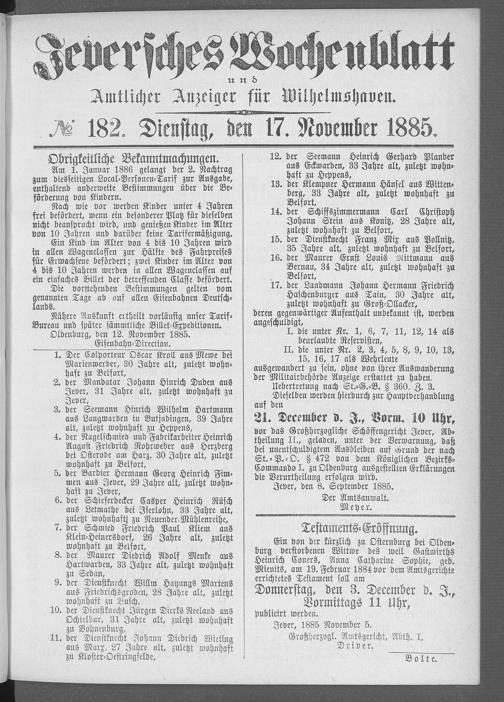 Jeversches Wochenblatt
und
Amtlicher Anzeiger für Wilhelmshaven.
№ 182. Dienstag, den 17. November 1885.
Obrigkeitliche Bekanntmachungen.
Am 1. Januar 1886 gelangt der 2. Nachtrag
zum diesseitigen Local-Personen-Tarif zur Ausgabe,
enthaltend anderweite Bestimmungen über die Be-
förderung von Kindern.
Nach wie vor werden Kinder unter 4 Jahren
frei befördert, wenn ein besonderer Platz für dieselben
nicht beansprucht wird, und genießen Kinder im Alter
von 10 Jahren und darüber keine Tarifermäßigung.
Ein Kind im Alter von 4 bis 10 Jahren wird
in allen Wagenclassen zur Hälfte des Fahrpreises
für Erwachsene befördert; zwei Kinder im Alter von
4 bis 10 Jahren werden in allen Wagenclassen auf
ein einfaches Billet der betreffenden Classe befördert.
Die vorstehenden Bestimmungen gelten vom
genannten Tage ab auf allen Eisenbahnen Deutsch-
lands.
Nähere Auskunft ertheilt vorläufig unser Tarif-
Bureau und später sämmtliche Billet-Expeditionen.
Oldenburg, den 12. November 1885.
Eisenbahn-Direction.
1. Der Colporteur Oscar Kroll aus Mewe bei
Marienwerder, 30 Jahre alt, zuletzt wohn-
haft zu Belfort,
2. der Mandatar Johann Hinrich Duden aus
Jever, 31 Jahre alt, zuletzt wohnhaft zu
Jever,
3. der Seemann Hinrich Wilhelm Hartmann
aus Langwarden in Butjadingen, 39 Jahre
alt, zuletzt wohnhaft zu Heppens,
4. der Nagelschmied und Fabrikarbeiter Heinrich
August Friedrich Rohrweber aus Herzberg
bei Osterode am Harz, 30 Jahre alt, zuletzt
wohnhaft zu Belfort,
5. der Barbier Hermann Georg Heinrich Fim-
men aus Jever, 29 Jahre alt, zuletzt wohn-
haft zu Jever,
6. der Schieferdecker Casper Heinrich Küsch
aus Letmathe bei Iserlohn, 33 Jahre alt,
zuletzt wohnhaft zu Neuender-Mühlenreihe,
7. der Schmied Friedrich Paul Kliem aus
Klein-Heinersdorf, 26 Jahre alt, zuletzt
wohnhaft zu Belfort,
8. der Maurer Diedrich Adolf Menke aus
Hartwarden, 33 Jahre alt, zuletzt wohnhaft
zu Sedan,
9. der Dienstknecht Willm Hayungs Martens
aus Friedrichsgroden, 28 Jahre alt, zuletzt
wohnhaft zu
10. der Dienstknecht Jürgen Dirks Neeland aus
Ochtelbur, 31 Jahre alt, zuletzt wohnhaft
zu Bohnenburg,
11. der Dienstknecht Johann Diedrich Wieling
aus Marx, 27 Jahre alt, zuletzt wohnhaft
zu Kloster-Oestringfelde,
12. der Seemann Heinrich Gerhard Plander
aus Eckwarden, 33 Jahre alt, zuletzt wohn-
haft zu Heppens,
13. der Klempner Hermann Hänsel aus Witten-
berg, 33 Jahre alt, zuletzt wohnhaft zu
Belfort,
14. der Schiffszimmermann Carl Christoph
Johann Stein aus Konitz, 28 Jahre alt,
zuletzt wohnhaft zu Belfort,
15. der Dienstknecht Franz Mix aus Pollnitz,
35 Jahre alt, zuletzt wohnhaft zu Belfort,
16. der Maurer Ernst Louis Rittmann aus
Bernau, 34 Jahre alt, zuletzt wohnhaft zu
Belfort,
17. der Landmann Johann Hermann Friedrich
aus Tain, 30 Jahre alt,
zuletzt wohnhaft zu Groß-Ollacker,
deren gegenwärtiger Aufenthalt unbekannt ist, werden
angeschuldigt,
I. die unter Nr. 1, 6, 7, 11, 12, 14 als
beurlaubte Reservisten,
II. die unter Nr. 2, 3, 4, 5, 8, 9, 10, 13,
15, 16, 17 als Wehrleute
ausgewandert zu sein, ohne von ihrer Auswanderung
der Militairbehörde Anzeige erstattet zu haben.
Uebertretung nach St.-G.-B. § 360. Z. 3.
Dieselben werden hierdurch zur Hauptverhandlung
auf den
21. December d. J., Vorm. 10 Uhr,
vor das Großherzogliche Schöffengericht Jever, Ab-
theilung II., geladen, unter der Verwarnung, daß
bei unentschuldigtem Ausbleiben auf Grund der nach
St.-P.-O. § 472 von dem Königlichen Bezirks-
Commando I. zu Oldenburg ausgestellten Erklärungen
die Verurtheilung erfolgen wird.
Jever, den 8. September 1885.
Der Amtsanwalt.
Meyer.
Testaments-Eröffnung.
Ein von der kürzlich zu Osternburg bei Olden-
burg verstorbenen Wittwe des weil. Gastwirths
Heinrich Coners, Anna Catharine Sophie, geb.
Meinits, am 19. Februar 1884 vor dem Amtsgerichte
errichtetes Testament soll am
Donnerstag, den 3. December d. J.,
Vormittags 11 Uhr,
publicirt werden.
Jever, 1885 November 5.
Großherzogl. Amtsgericht, Abth. I.
Driver.
Bolte.